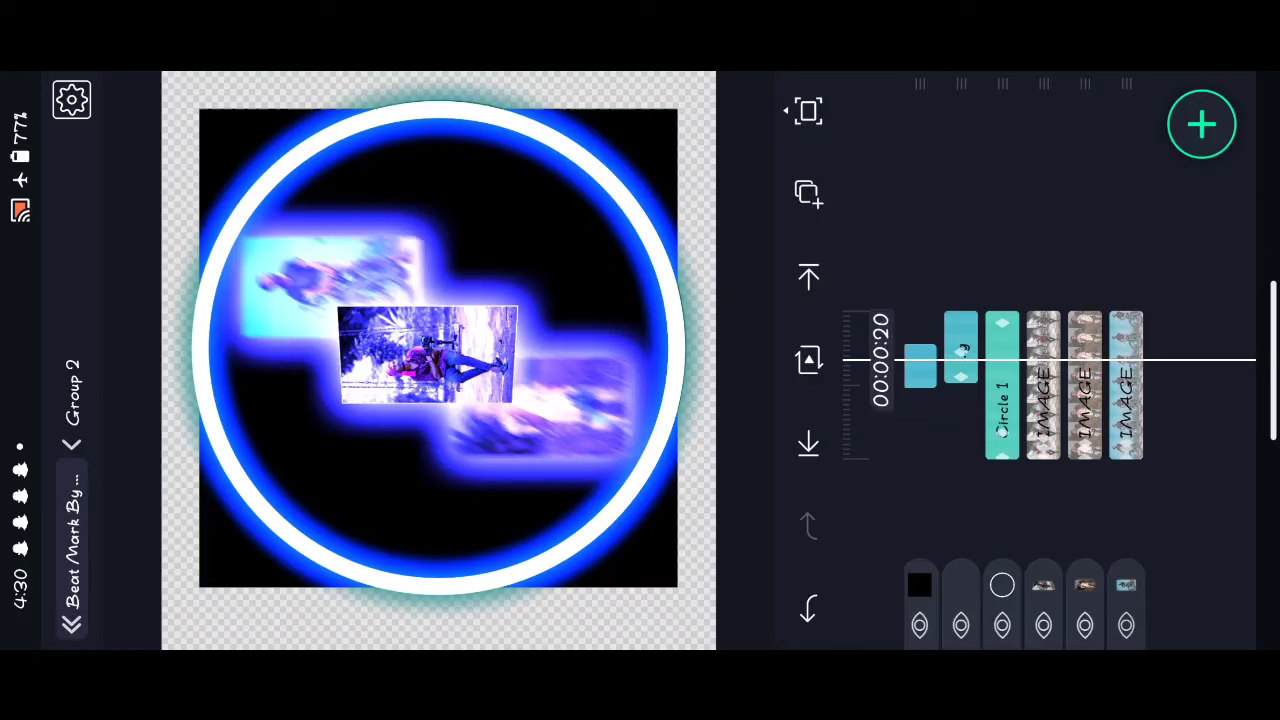 4:30
77%
Beat Mark By ...
Group 2
00:00:20
Circle 1
IMAGE
IMAGE
IMAGE